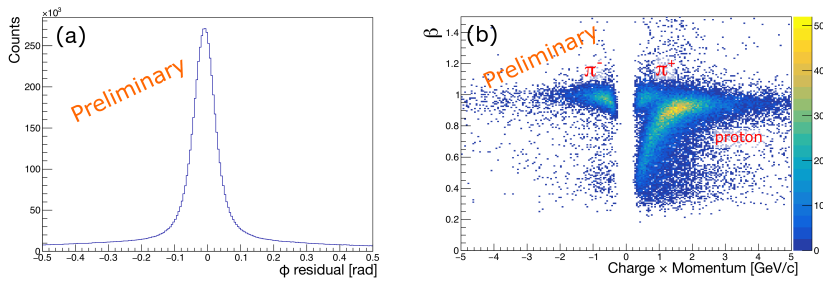 ×10³
(a)
Counts
Preliminary
250
200
150
100
50
0
−0.5 −0.4 −0.3 −0.2 −0.1 0 0.1 0.2 0.3 0.4 0.5
ϕ residual [rad]
(b)
β
Preliminary
π⁻
π⁺
proton
1.4
1.2
1
0.8
0.6
0.4
0.2
0
−5 −4 −3 −2 −1 0 1 2 3 4 5
Charge × Momentum [GeV/c]
50
40
30
20
10
0